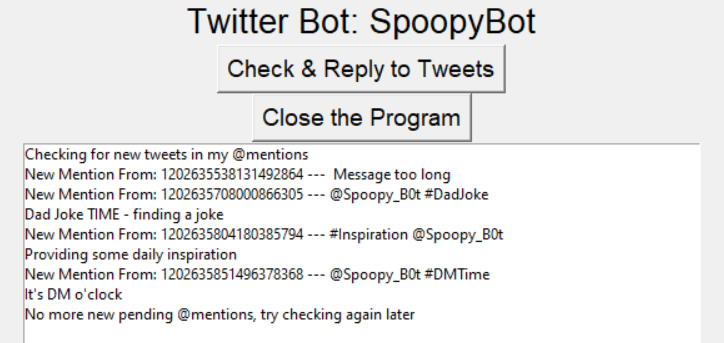 Twitter Bot: SpoopyBot
Check & Reply to Tweets
Close the Program
Checking for new tweets in my @mentions
New Mention From: 1202635538131492864 --- Message too long
New Mention From: 1202635708000866305 --- @Spoopy_B0t #DadJoke
Dad Joke TIME - finding a joke
New Mention From: 1202635804180385794 --- #Inspiration @Spoopy_B0t
Providing some daily inspiration
New Mention From: 1202635851496378368 --- @Spoopy_B0t #DMTime
It's DM o'clock
No more new pending @mentions, try checking again later